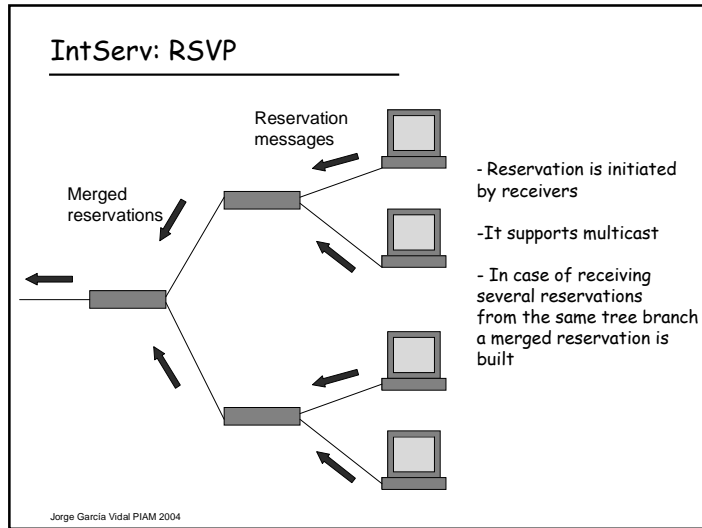 IntServ: RSVP
Reservation
messages
Merged
reservations
- Reservation is initiated
by receivers
-It supports multicast
- In case of receiving
several reservations
from the same tree branch
a merged reservation is
built
Jorge García Vidal PIAM 2004